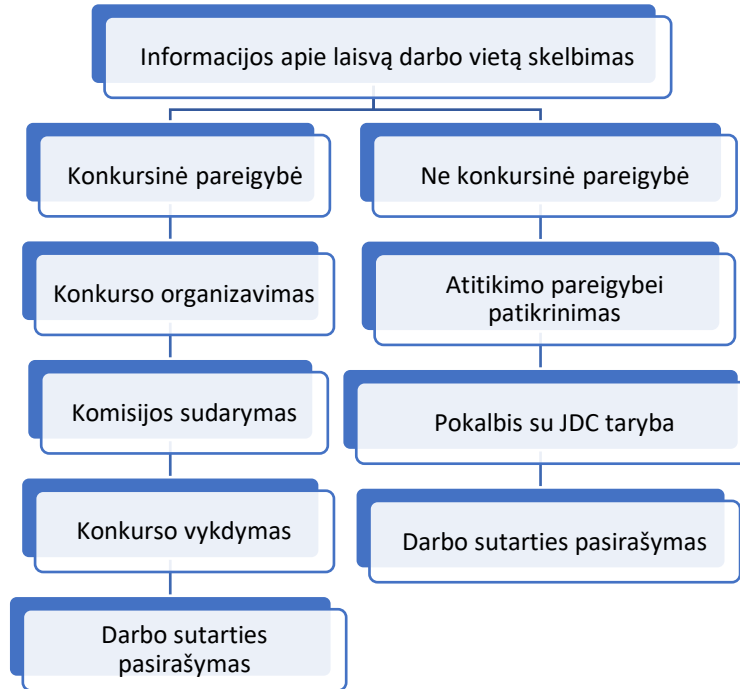 Informacijos apie laisvą darbo vietą skelbimas
Konkursinė pareigybė
Ne konkursinė pareigybė
Konkurso organizavimas
Atitikimo pareigybei
patikrinimas
Komisijos sudarymas
Pokalbis su JDC taryba
Konkurso vykdymas
Darbo sutarties pasirašymas
Darbo sutarties
pasirašymas